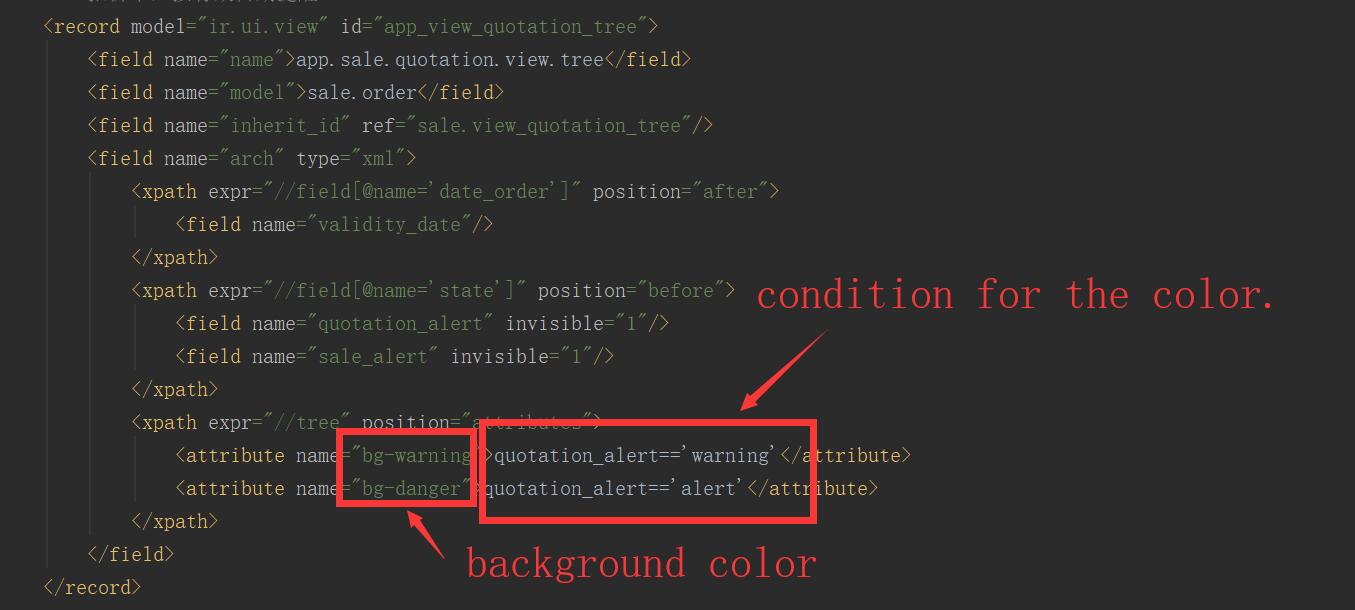 <record model="ir.ui.view" id="app_view_quotation_tree">
<field name="name">app.sale.quotation.view.tree</field>
<field name="model">sale.order</field>
<field name="inherit_id" ref="sale.view_quotation_tree"/>
<field name="arch" type="xml">
<xpath expr="//field[@name='date_order']" position="after">
<field name="validity_date"/>
</xpath>
<xpath expr="//field[@name='state']" position="before">
condition for the color.
<field name="quotation_alert" invisible="1"/>
<field name="sale_alert" invisible="1"/>
</xpath>
<xpath expr="//tree" position="attributes">
<attribute name="bg-warning">quotation_alert=='warning'</attribute>
<attribute name="bg-danger">quotation_alert=='alert'</attribute>
</xpath>
</field>
background color
</record>